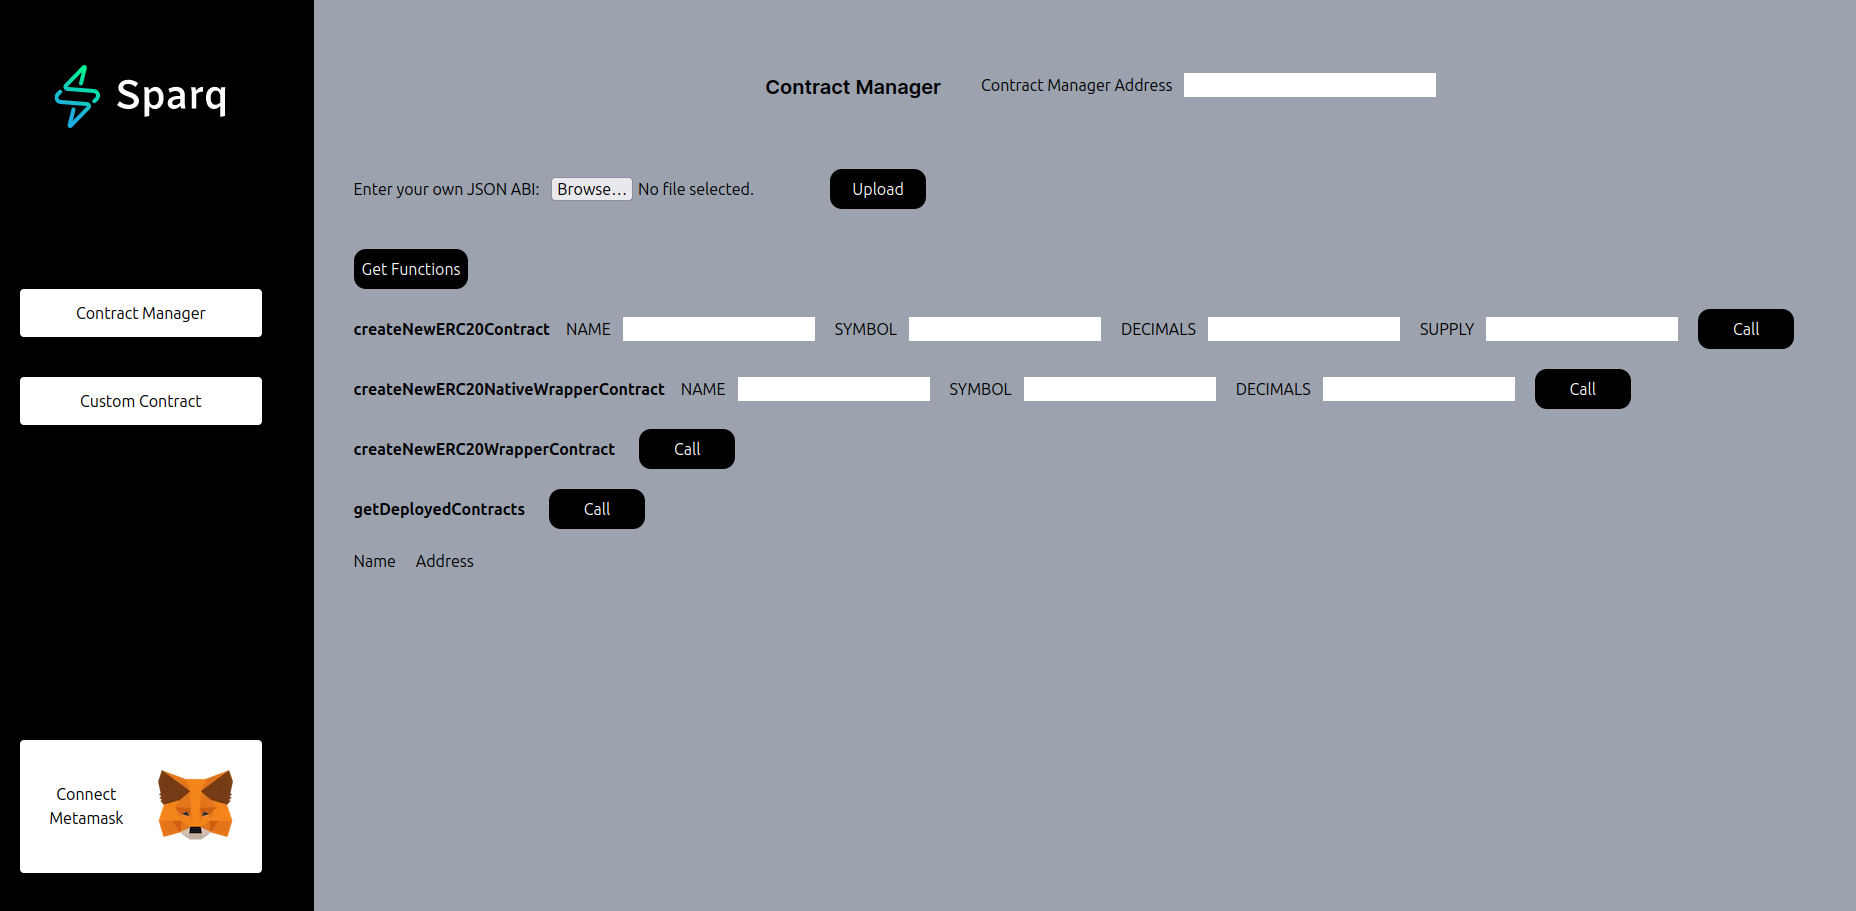 Sparq
Contract Manager
Custom Contract
Connect
Metamask
Contract Manager Contract Manager Address
Enter your own JSON ABI: Browse... No file selected. Upload
Get Functions
createNewERC20Contract NAME SYMBOL DECIMALS SUPPLY Call
createNewERC20NativeWrapperContract NAME SYMBOL DECIMALS Call
createNewERC20WrapperContract Call
getDeployedContracts Call
Name Address